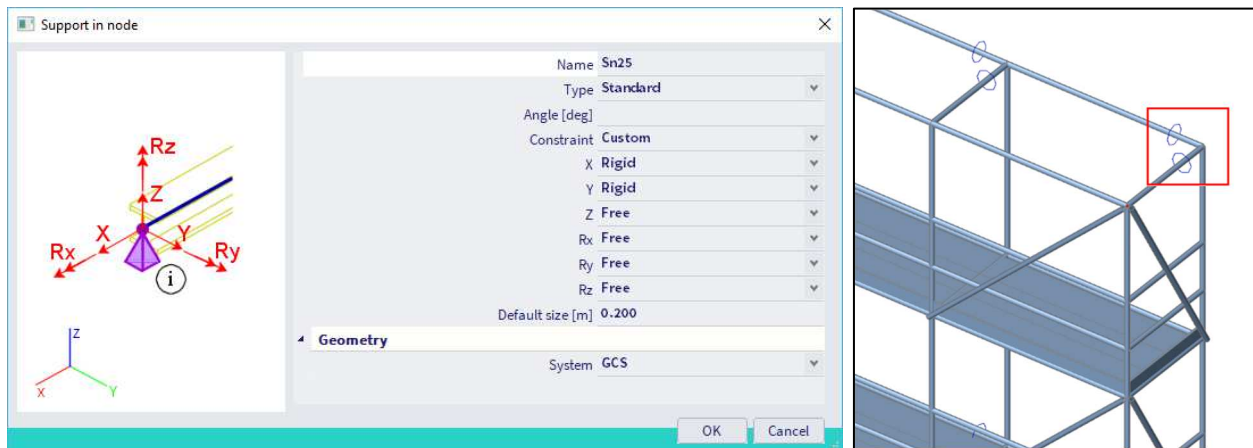 Support in node
Name Sn25
Type Standard
Angle [deg]
Constraint Custom
X Rigid
Y Rigid
Z Free
Rx Free
Ry Free
Rz Free
Default size [m] 0.200
Geometry
System GCS
OK Cancel
Rz
Z
X
Y
Rx
Ry
i
Z
X
Y